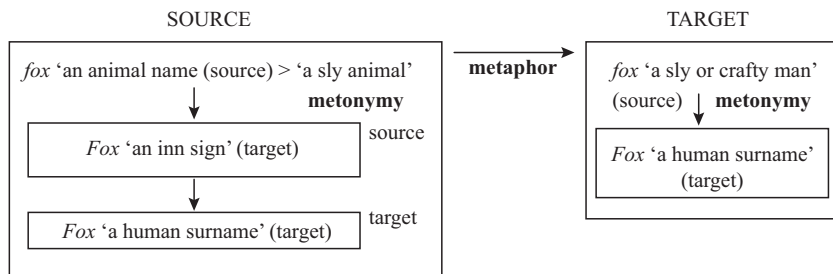 SOURCE
TARGET
fox ‘an animal name (source) > ‘a sly animal’
metonymy
source
Fox ‘an inn sign’ (target)
target
Fox ‘a human surname’ (target)
metaphor
fox ‘a sly or crafty man’
(source) metonymy
Fox ‘a human surname’
(target)